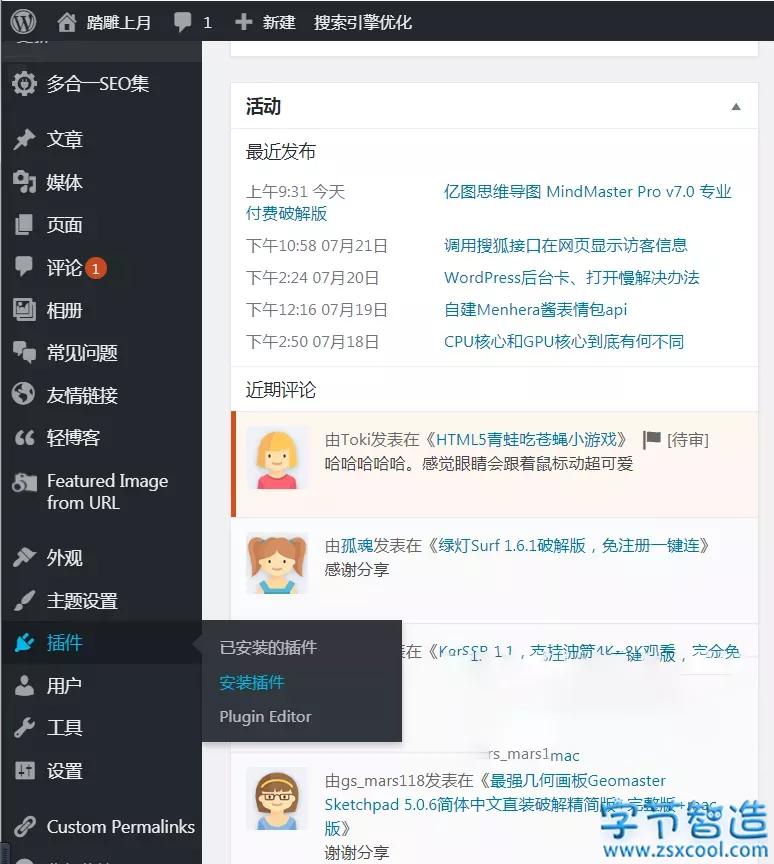 踏雕上月 1 新建 搜索引擎优化
多合一SEO集
文章
媒体
页面
评论 1
相册
常见问题
友情链接
轻博客
Featured Image
from URL
外观
主题设置
插件
用户
工具
设置
Custom Permalinks
已安装的插件
安装插件
Plugin Editor
活动
最近发布
上午9:31 今天 亿图思维导图 MindMaster Pro v7.0 专业
付费破解版
下午10:58 07月21日 调用搜狐接口在网页显示访客信息
下午2:24 07月20日 WordPress后台卡、打开慢解决办法
下午12:16 07月19日 自建Menhera酱表情包api
下午2:50 07月18日 CPU核心和GPU核心到底有何不同
近期评论
由Toki发表在《HTML5青蛙吃苍蝇小游戏》 [待审]
哈哈哈哈哈。感觉眼睛会跟着鼠标动超可爱
由孤魂发表在《绿灯Surf 1.6.1破解版，免注册一键连》
感谢分享
rs_mars1mac
由gs_mars118发表在《最强几何画板Geomaster
Sketchpad 5.0.6简体中文直装破解精简版+完整版+mac
版》
谢谢分享
字节智造
www.zsxcool.com